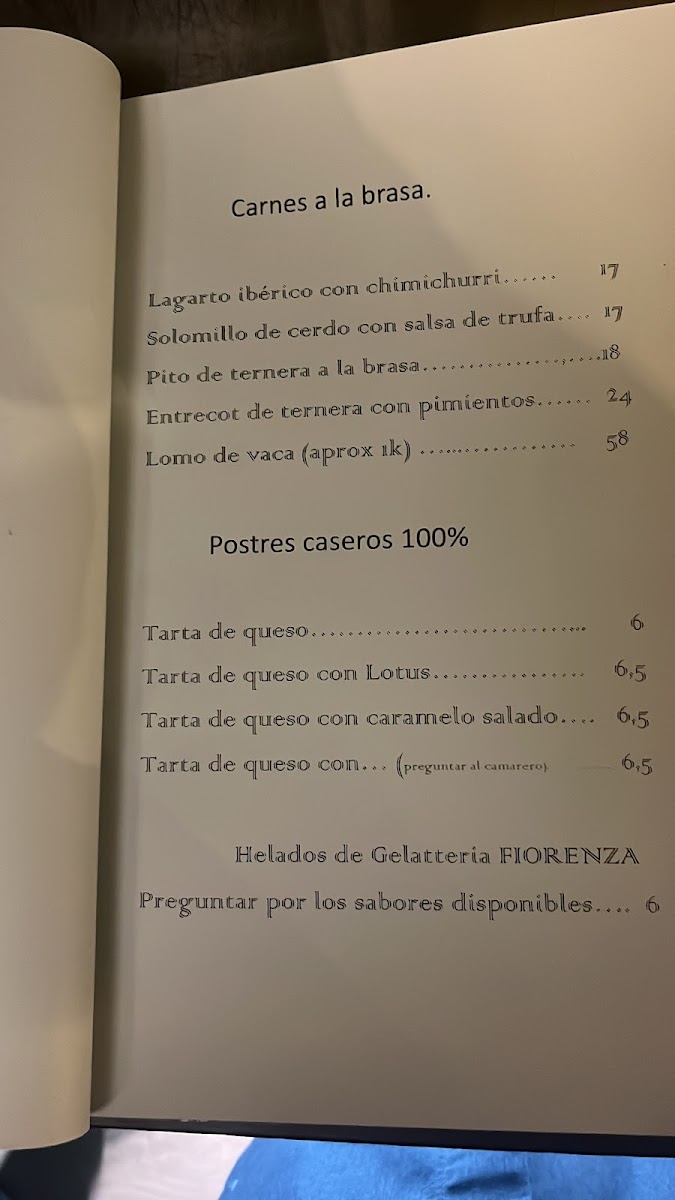 Carnes a la brasa.
Lagarto ibérico con chimichurri...... 17
Solomillo de cerdo con salsa de trufa.... 17
Pito de ternera a la brasa...................18
Entrecot de ternera con pimientos...... 24
Lomo de vaca (aprox 1k) .................. 58
Postres caseros 100%
Tarta de queso.............................. 6
Tarta de queso con Lotus................ 6,5
Tarta de queso con caramelo salado.... 6,5
Tarta de queso con... (preguntar al camarero). 6,5
Helados de Gelatteria FIORENZA
Preguntar por los sabores disponibles.... 6